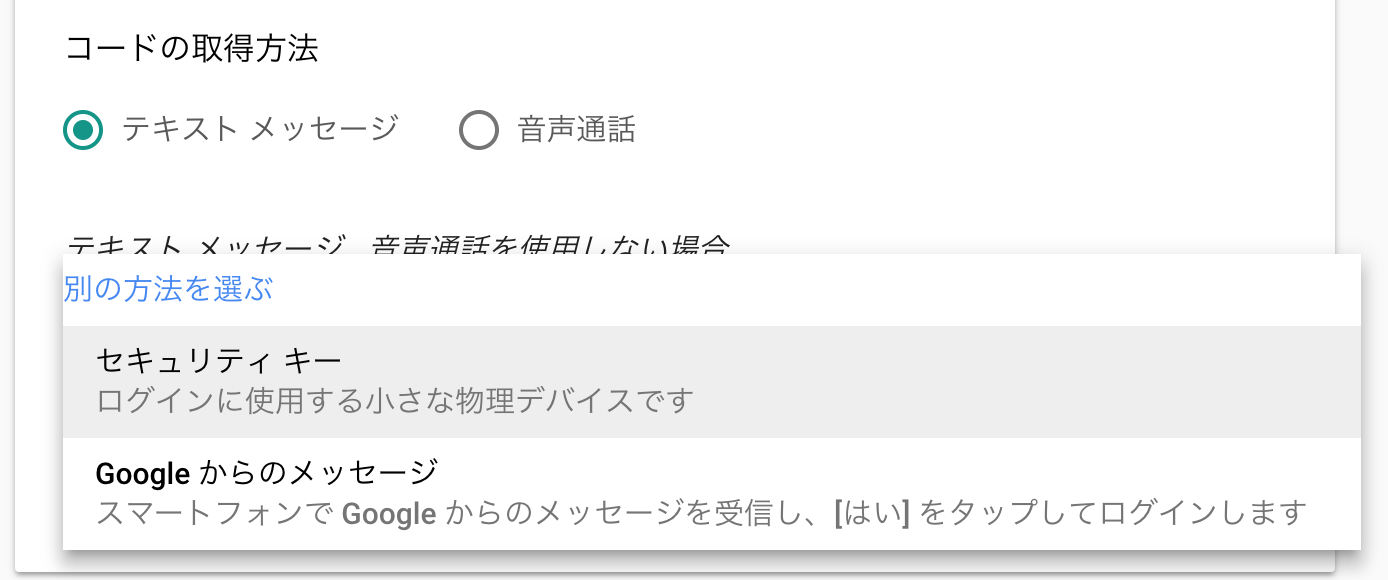 コードの取得方法
テキスト メッセージ 音声通話
テキスト メッセージ、音声通話を使用しない場合
別の方法を選ぶ
セキュリティ キー
ログインに使用する小さな物理デバイスです
Google からのメッセージ
スマートフォンで Google からのメッセージを受信し、[はい] をタップしてログインします